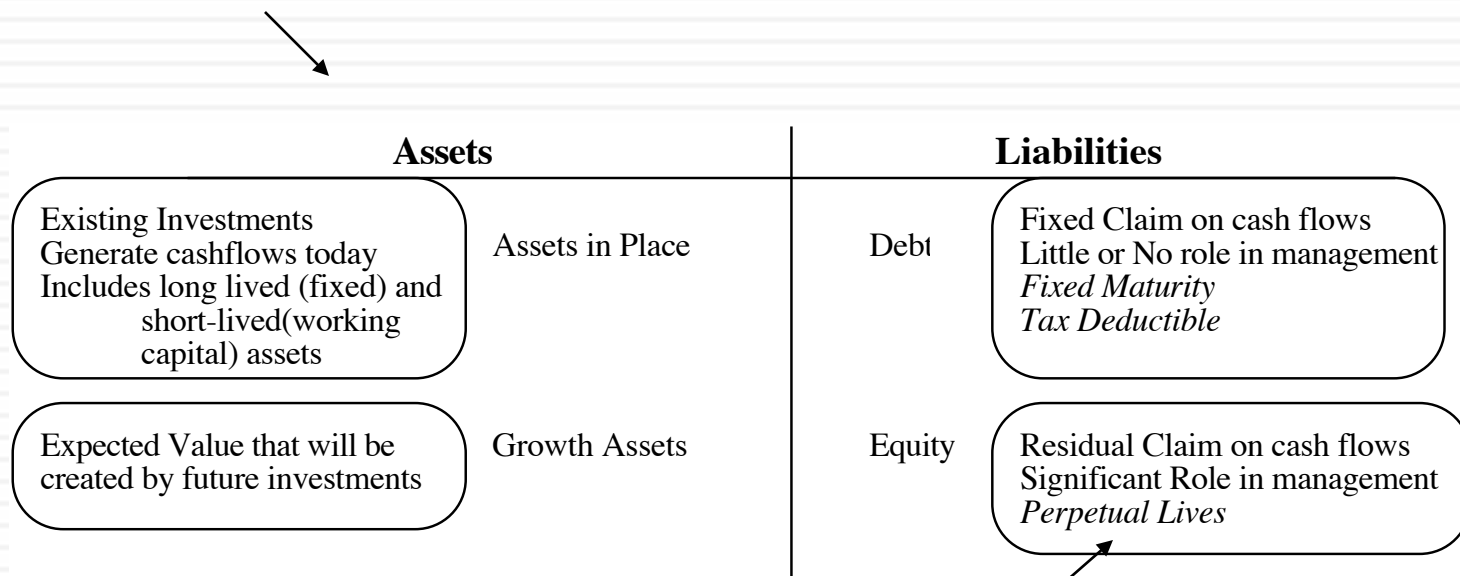 Assets
Liabilities
Existing Investments
Generate cashflows today
Includes long lived (fixed) and
short-lived(working
capital) assets
Assets in Place
Debt
Fixed Claim on cash flows
Little or No role in management
Fixed Maturity
Tax Deductible
Expected Value that will be
created by future investments
Growth Assets
Equity
Residual Claim on cash flows
Significant Role in management
Perpetual Lives